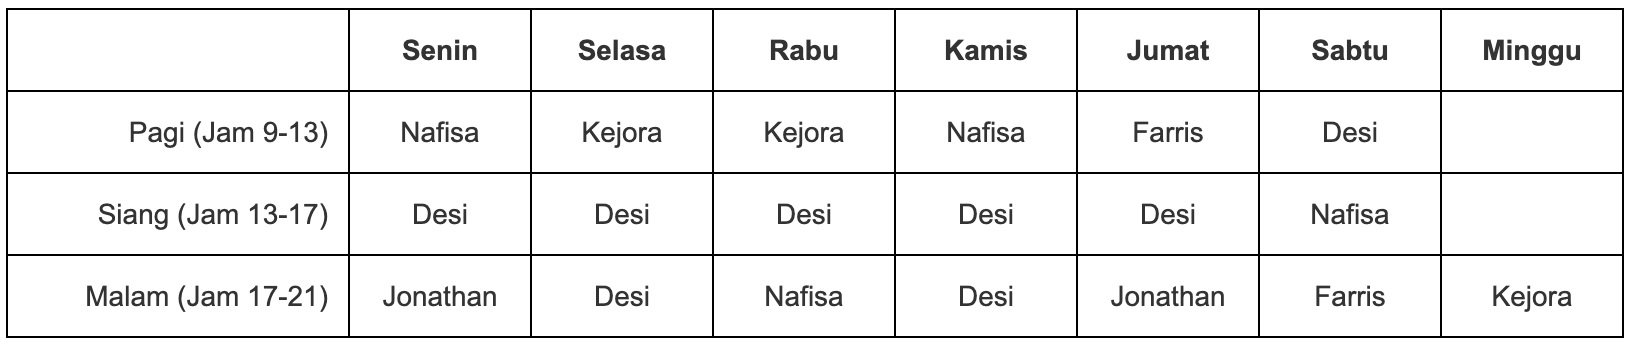 Senin Selasa Rabu Kamis Jumat Sabtu Minggu
Pagi (Jam 9-13) Nafisa Kejora Kejora Nafisa Farris Desi
Siang (Jam 13-17) Desi Desi Desi Desi Desi Nafisa
Malam (Jam 17-21) Jonathan Desi Nafisa Desi Jonathan Farris Kejora